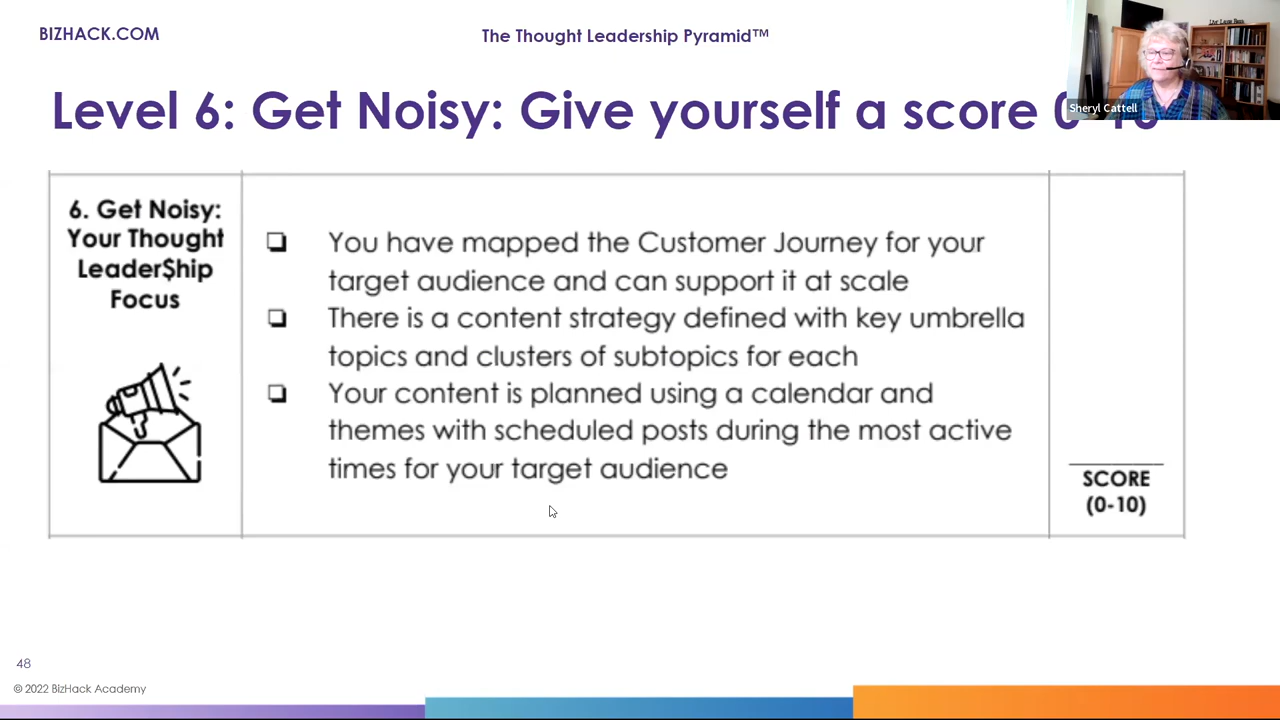 BIZHACK.COM
The Thought Leadership Pyramid™
Level 6: Get Noisy: Give yourself a score
Sheryl Cattell
6. Get Noisy:
Your Thought
Leader$hip
Focus
❏ You have mapped the Customer Journey for your
target audience and can support it at scale
❏ There is a content strategy defined with key umbrella
topics and clusters of subtopics for each
❏ Your content is planned using a calendar and
themes with scheduled posts during the most active
times for your target audience
SCORE
(0-10)
48
© 2022 BizHack Academy